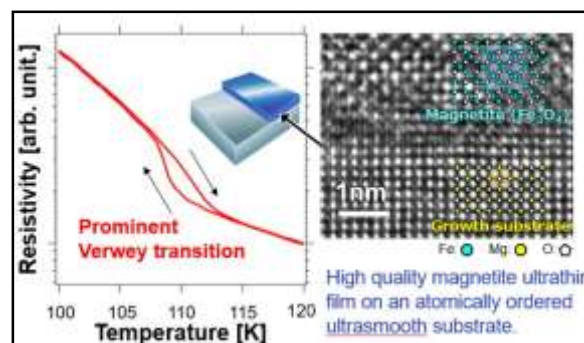 Resistivity [arb. unit.]
Prominent
Verwey transition
100
105
110
115
120
Temperature [K]
Magnetite (Fe3O4)
1nm
Growth substrate
Fe Mg O
High quality magnetite ultrathin
film on an atomically ordered
ultrasmooth substrate.